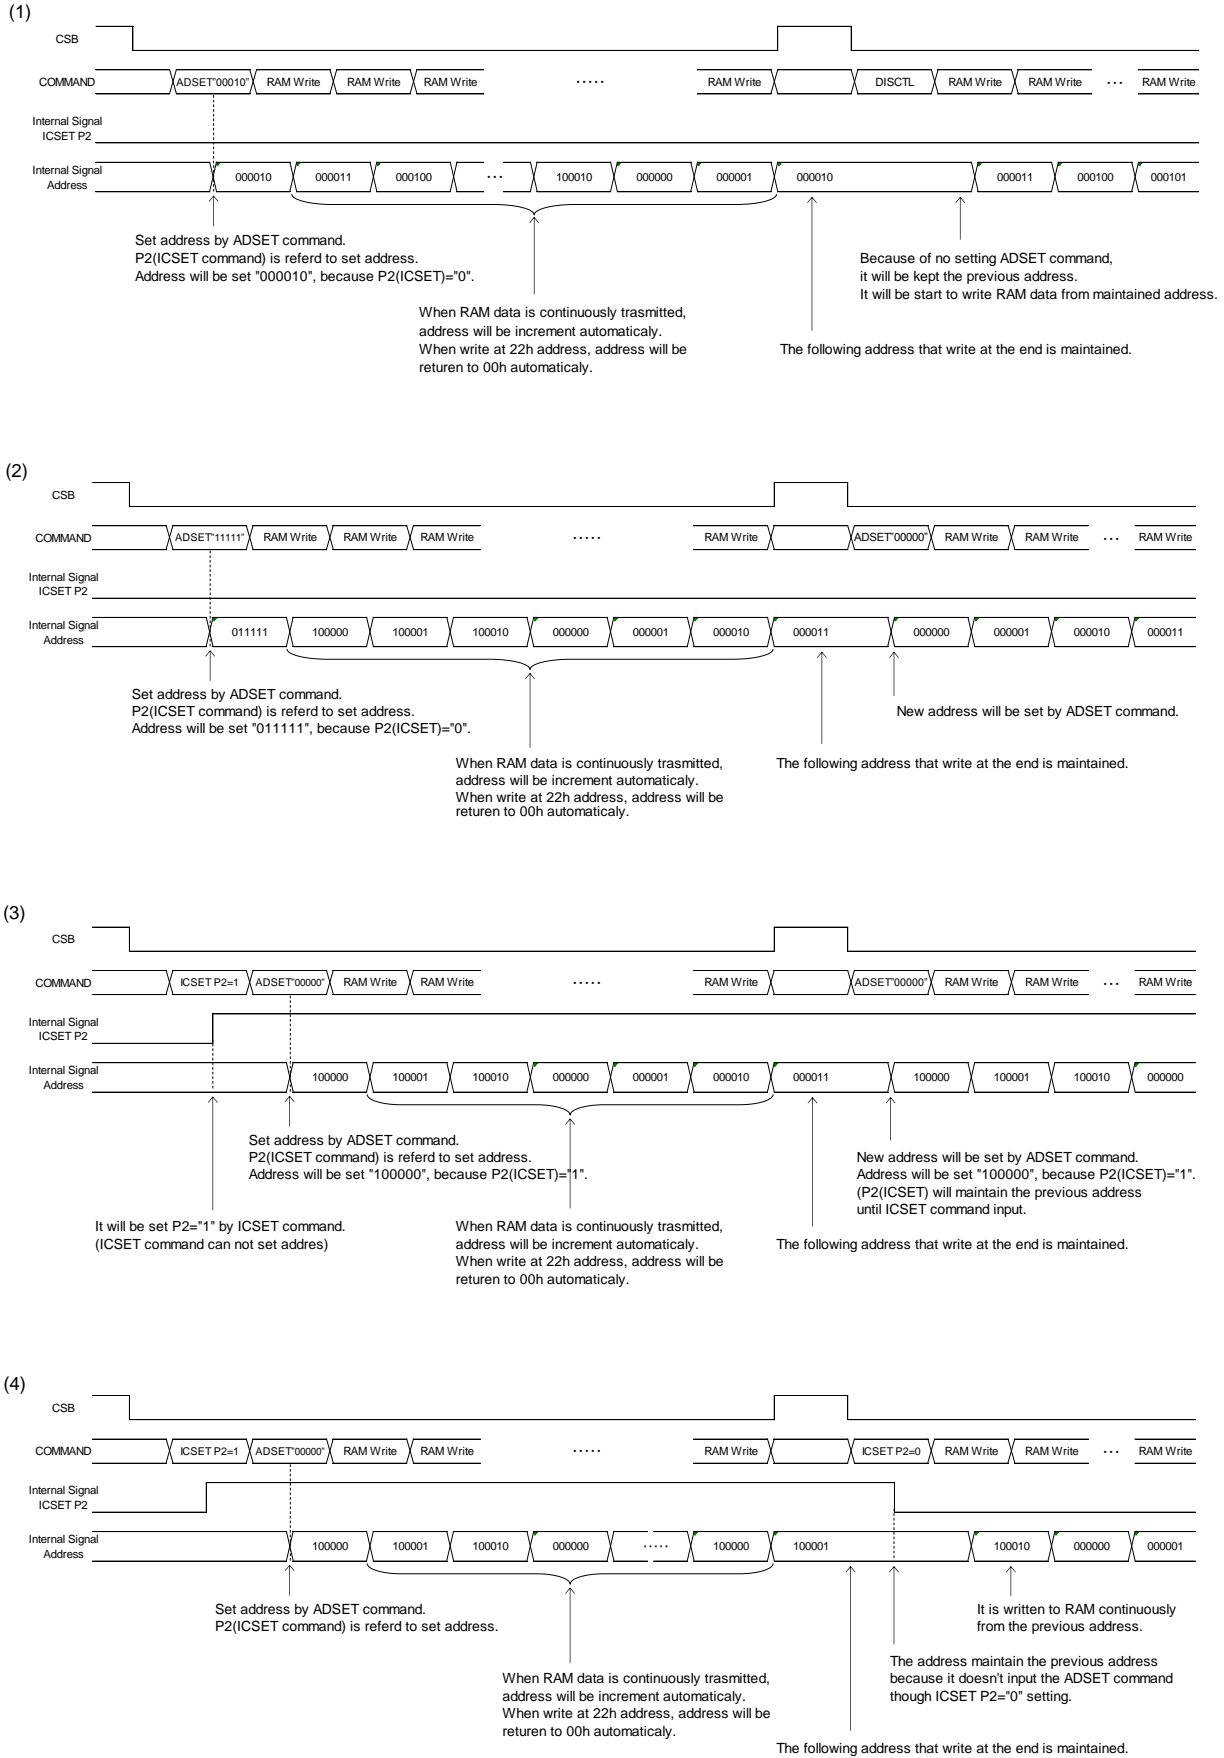 (1)
CSB
COMMAND ADSET"00010" RAM Write RAM Write RAM Write ····· RAM Write DISCTL RAM Write RAM Write ··· RAM Write
Internal Signal
ICSET P2
Internal Signal
Address
000010 000011 000100 ··· 100010 000000 000001 000010 000011 000100 000101
Set address by ADSET command.
P2(ICSET command) is referd to set address.
Address will be set "000010", because P2(ICSET)="0".
When RAM data is continuously trasmitted,
address will be increment automaticaly.
When write at 22h address, address will be
returen to 00h automaticaly.
Because of no setting ADSET command,
it will be kept the previous address.
It will be start to write RAM data from maintained address.
The following address that write at the end is maintained.
(2)
CSB
COMMAND ADSET"11111" RAM Write RAM Write RAM Write ····· RAM Write ADSET"00000" RAM Write RAM Write ··· RAM Write
Internal Signal
ICSET P2
Internal Signal
Address
011111 100000 100001 100010 000000 000001 000010 000011 000000 000001 000010 000011
Set address by ADSET command.
P2(ICSET command) is referd to set address.
Address will be set "011111", because P2(ICSET)="0".
New address will be set by ADSET command.
When RAM data is continuously trasmitted,
address will be increment automaticaly.
When write at 22h address, address will be
returen to 00h automaticaly.
The following address that write at the end is maintained.
(3)
CSB
COMMAND ICSET P2=1 ADSET"00000" RAM Write RAM Write ····· RAM Write ADSET"00000" RAM Write RAM Write ··· RAM Write
Internal Signal
ICSET P2
Internal Signal
Address
100000 100001 100010 000000 000001 000010 000011 100000 100001 100010 000000
Set address by ADSET command.
P2(ICSET command) is referd to set address.
Address will be set "100000", because P2(ICSET)="1".
New address will be set by ADSET command.
Address will be set "100000", because P2(ICSET)="1".
(P2(ICSET) will maintain the previous address
until ICSET command input.
It will be set P2="1" by ICSET command.
(ICSET command can not set addres)
When RAM data is continuously trasmitted,
address will be increment automaticaly.
When write at 22h address, address will be
returen to 00h automaticaly.
The following address that write at the end is maintained.
(4)
CSB
COMMAND ICSET P2=1 ADSET"00000" RAM Write RAM Write ····· RAM Write ICSET P2=0 RAM Write RAM Write ··· RAM Write
Internal Signal
ICSET P2
Internal Signal
Address
100000 100001 100010 000000 ····· 100000 100001 100010 000000 000001
Set address by ADSET command.
P2(ICSET command) is referd to set address.
It is written to RAM continuously
from the previous address.
When RAM data is continuously trasmitted,
address will be increment automaticaly.
When write at 22h address, address will be
returen to 00h automaticaly.
The address maintain the previous address
because it doesn't input the ADSET command
though ICSET P2="0" setting.
The following address that write at the end is maintained.